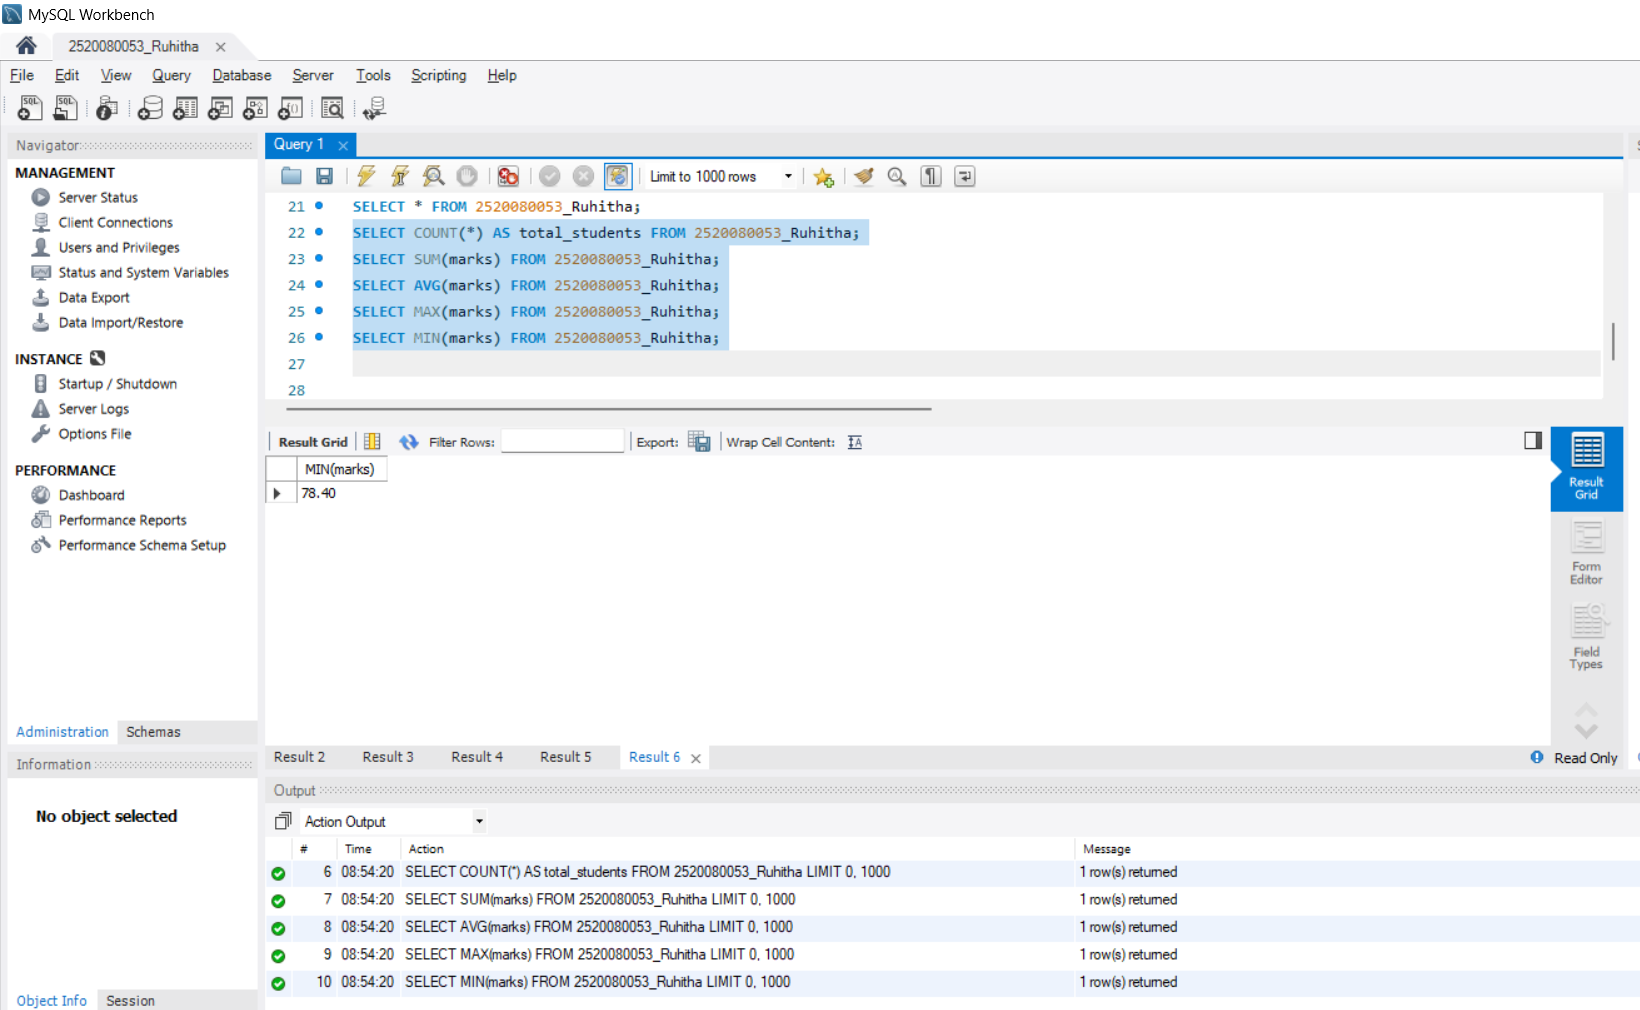 MySQL Workbench
2520080053_Ruhitha
File Edit View Query Database Server Tools Scripting Help
Navigator
MANAGEMENT
Server Status
Client Connections
Users and Privileges
Status and System Variables
Data Export
Data Import/Restore
INSTANCE
Startup / Shutdown
Server Logs
Options File
PERFORMANCE
Dashboard
Performance Reports
Performance Schema Setup
Administration Schemas
Information
No object selected
Object Info Session
Query 1
Limit to 1000 rows
21 SELECT * FROM 2520080053_Ruhitha;
22 SELECT COUNT(*) AS total_students FROM 2520080053_Ruhitha;
23 SELECT SUM(marks) FROM 2520080053_Ruhitha;
24 SELECT AVG(marks) FROM 2520080053_Ruhitha;
25 SELECT MAX(marks) FROM 2520080053_Ruhitha;
26 SELECT MIN(marks) FROM 2520080053_Ruhitha;
27
28
Result Grid Filter Rows: Export: Wrap Cell Content:
MIN(marks)
78.40
Result
Grid
Form
Editor
Field
Types
Result 2 Result 3 Result 4 Result 5 Result 6 Read Only
Output
Action Output
# Time Action Message
6 08:54:20 SELECT COUNT(*) AS total_students FROM 2520080053_Ruhitha LIMIT 0, 1000 1 row(s) returned
7 08:54:20 SELECT SUM(marks) FROM 2520080053_Ruhitha LIMIT 0, 1000 1 row(s) returned
8 08:54:20 SELECT AVG(marks) FROM 2520080053_Ruhitha LIMIT 0, 1000 1 row(s) returned
9 08:54:20 SELECT MAX(marks) FROM 2520080053_Ruhitha LIMIT 0, 1000 1 row(s) returned
10 08:54:20 SELECT MIN(marks) FROM 2520080053_Ruhitha LIMIT 0, 1000 1 row(s) returned